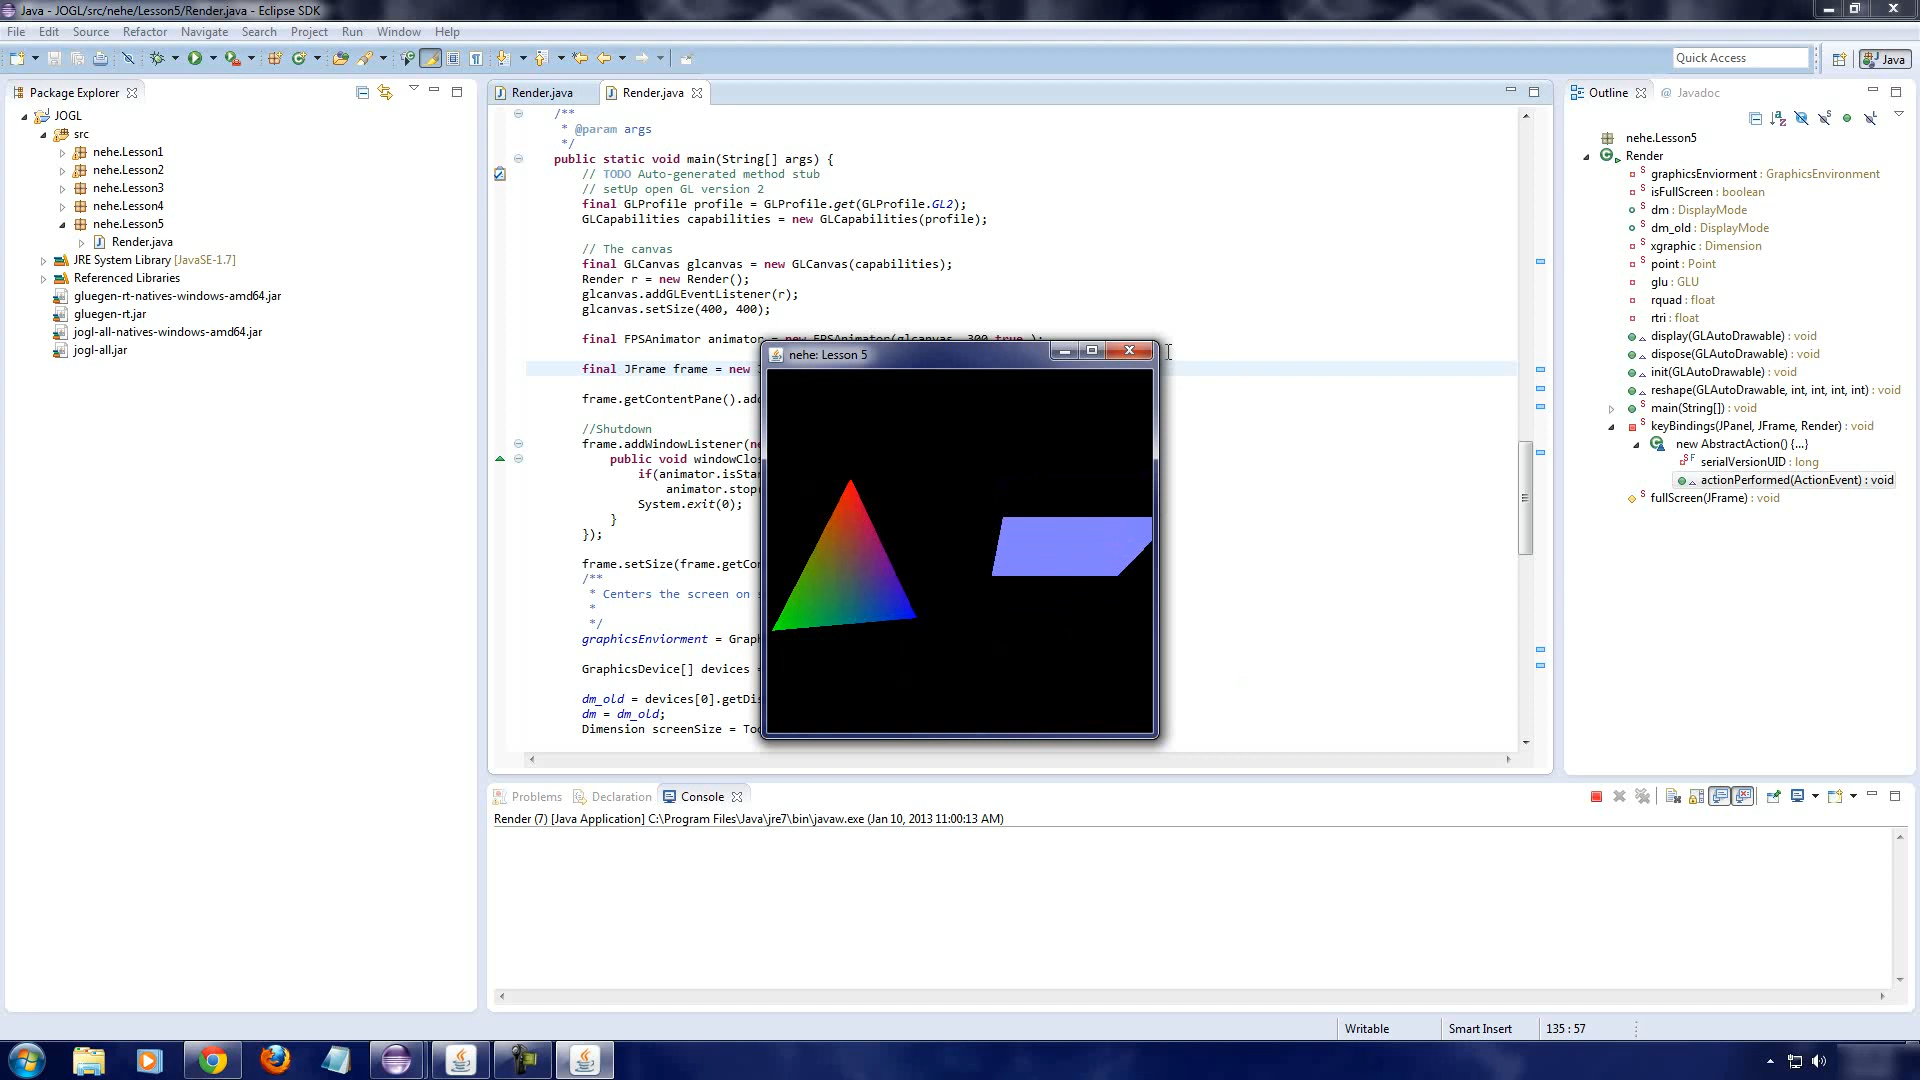 Java - JOGL/src/nehe/Lesson5/Render.java - Eclipse SDK
File Edit Source Refactor Navigate Search Project Run Window Help
Quick Access
Java
Package Explorer
JOGL
src
nehe.Lesson1
nehe.Lesson2
nehe.Lesson3
nehe.Lesson4
nehe.Lesson5
Render.java
JRE System Library [JavaSE-1.7]
Referenced Libraries
gluegen-rt-natives-windows-amd64.jar
gluegen-rt.jar
jogl-all-natives-windows-amd64.jar
jogl-all.jar
Render.java Render.java
/**
* @param args
*/
public static void main(String[] args) {
// TODO Auto-generated method stub
// setUp open GL version 2
final GLProfile profile = GLProfile.get(GLProfile.GL2);
GLCapabilities capabilities = new GLCapabilities(profile);
// The canvas
final GLCanvas glcanvas = new GLCanvas(capabilities);
Render r = new Render();
glcanvas.addGLEventListener(r);
glcanvas.setSize(400, 400);
final FPSAnimator animator = new FPSAnimator(glcanvas, 300,true );
final JFrame frame = new
frame.getContentPane().add
//Shutdown
frame.addWindowListener(ne
public void windowClos
if(animator.isStar
animator.stop(
System.exit(0);
}
});
frame.setSize(frame.getCon
/**
* Centers the screen on s
*
*/
graphicsEnviorment = Graph
GraphicsDevice[] devices =
dm_old = devices[0].getDis
dm = dm_old;
Dimension screenSize = Too
nehe: Lesson 5
Outline Javadoc
nehe.Lesson5
Render
graphicsEnviorment : GraphicsEnvironment
isFullScreen : boolean
dm : DisplayMode
dm_old : DisplayMode
xgraphic : Dimension
point : Point
glu : GLU
rquad : float
rtri : float
display(GLAutoDrawable) : void
dispose(GLAutoDrawable) : void
init(GLAutoDrawable) : void
reshape(GLAutoDrawable, int, int, int, int) : void
main(String[]) : void
keyBindings(JPanel, JFrame, Render) : void
new AbstractAction() {...}
serialVersionUID : long
actionPerformed(ActionEvent) : void
fullScreen(JFrame) : void
Problems Declaration Console
Render (7) [Java Application] C:\Program Files\Java\jre7\bin\javaw.exe (Jan 10, 2013 11:00:13 AM)
Writable Smart Insert 135 : 57